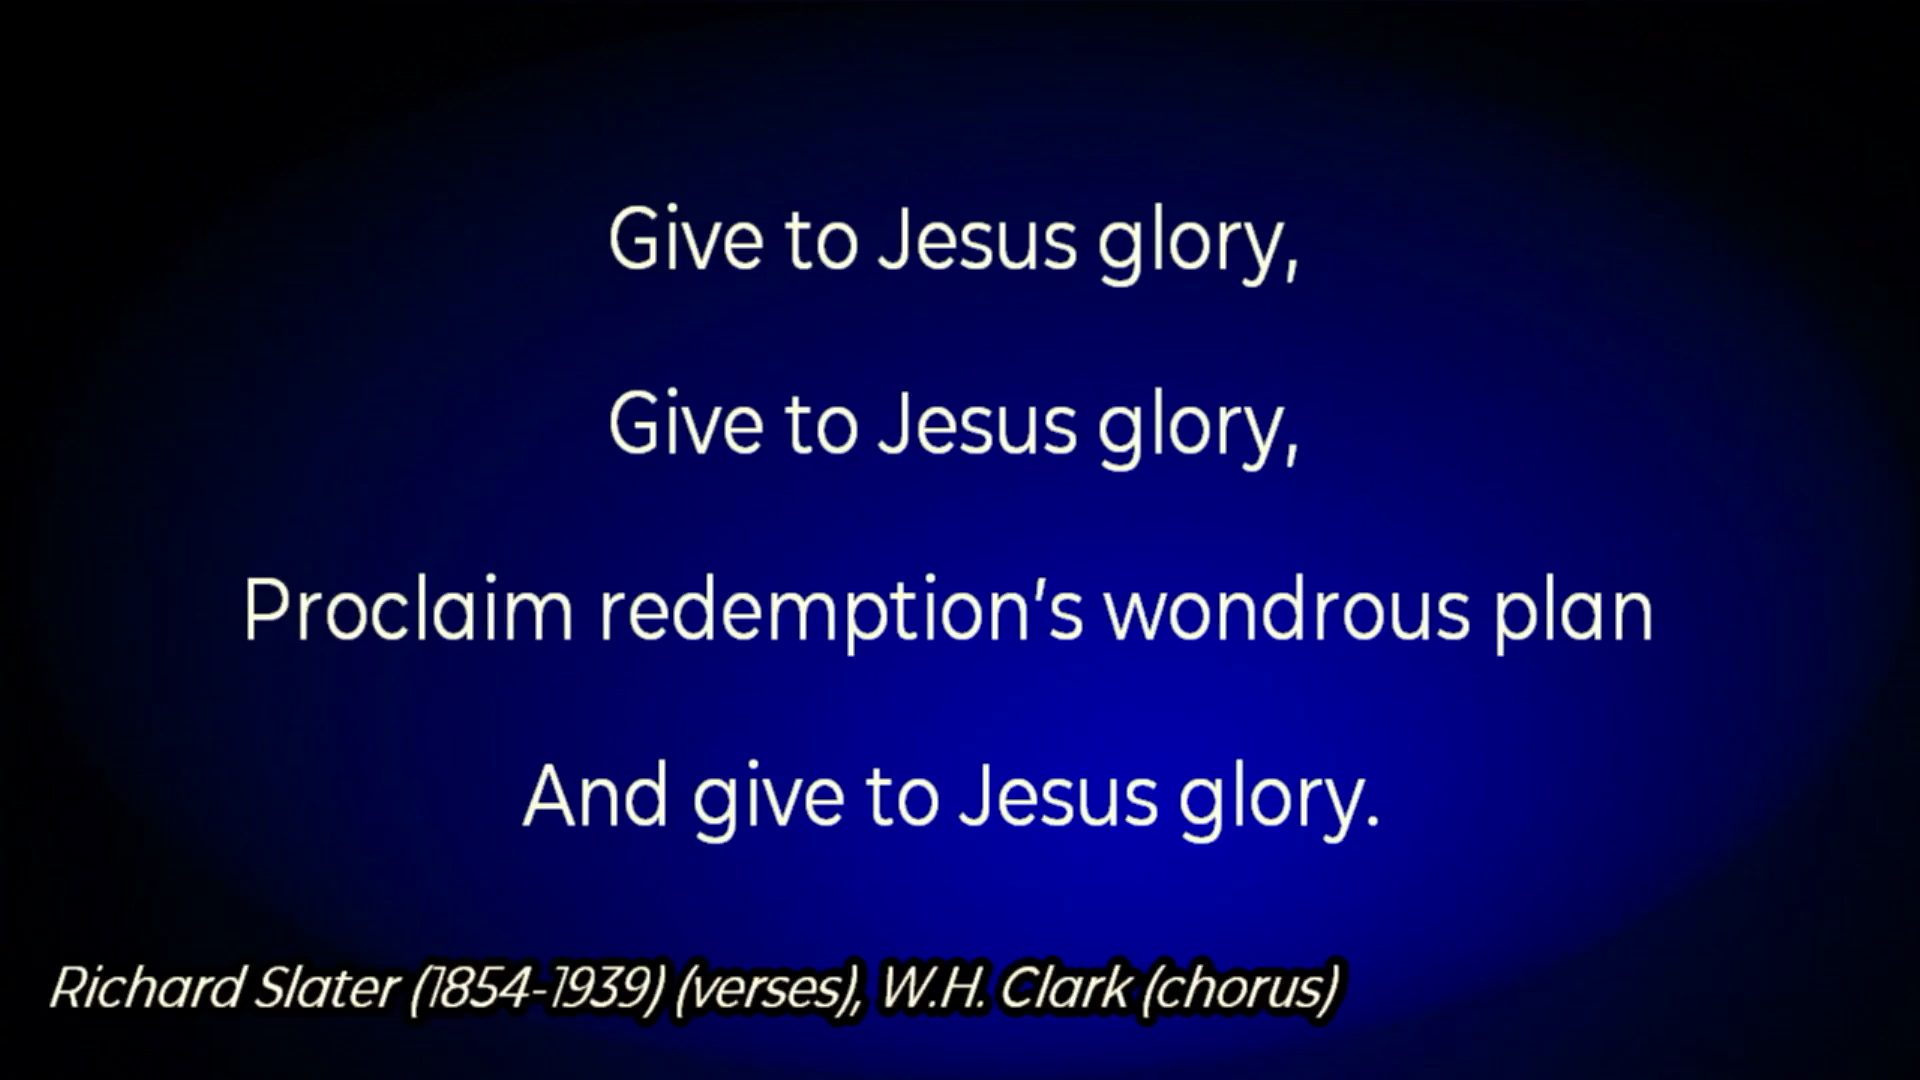 Give to Jesus glory,
Give to Jesus glory,
Proclaim redemption’s wondrous plan
And give to Jesus glory.
Richard Slater (1854-1939) (verses), W.H. Clark (chorus)